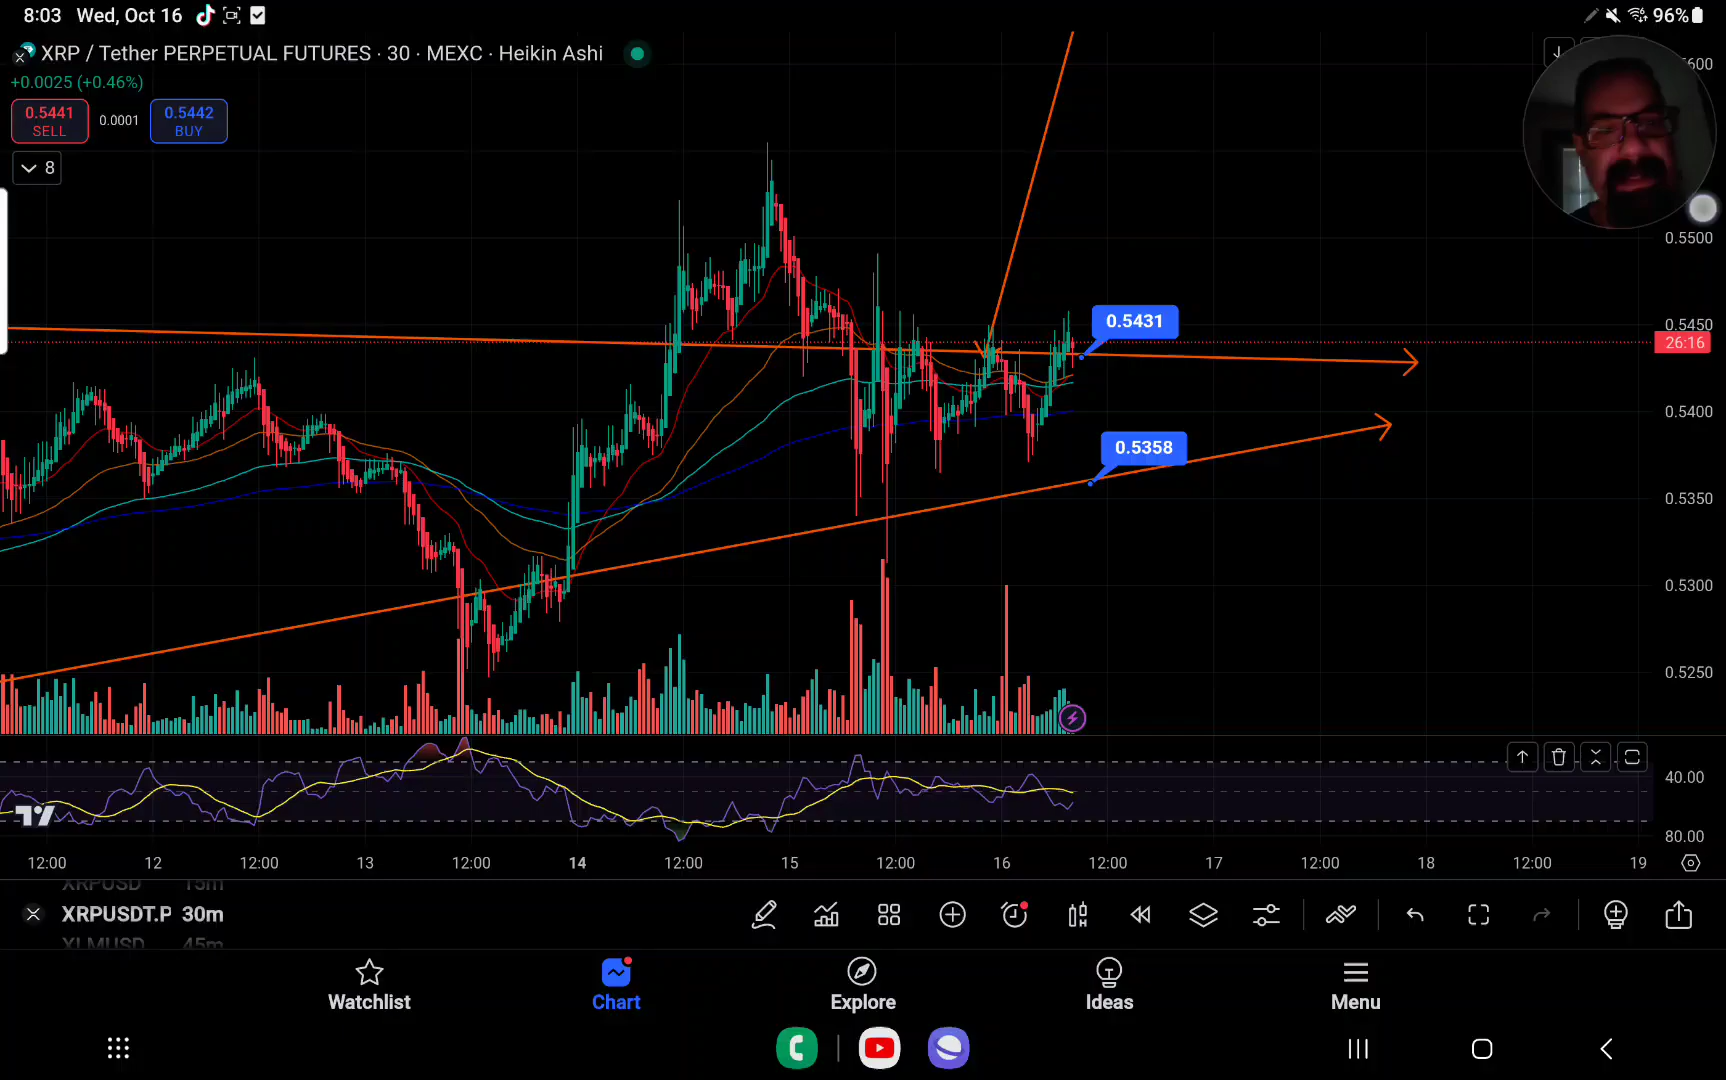 8:03 Wed, Oct 16
96%
XRP / Tether PERPETUAL FUTURES · 30 · MEXC · Heikin Ashi
+0.0025 (+0.46%)
0.5441
SELL
0.0001
0.5442
BUY
8
0.5500
0.5450
26:16
0.5400
0.5350
0.5300
0.5250
0.5431
0.5358
40.00
80.00
12:00 12 12:00 13 12:00 14 12:00 15 12:00 16 12:00 17 12:00 18 12:00 19
XRPUSD 15m
XRPUSDT.P 30m
XLMUSD 45m
Watchlist Chart Explore Ideas Menu